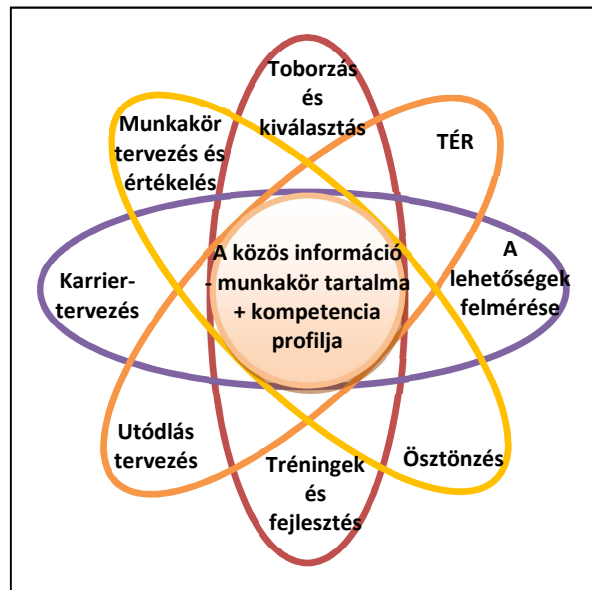 Toborzás
és
kiválasztás
Munkakör
tervezés és
értékelés
TÉR
A közös információ
- munkakör tartalma
+ kompetencia
profilja
A
lehetőségek
felmérése
Karrier-
tervezés
Utódlás
tervezés
Tréningek
és
fejlesztés
Ösztönzés